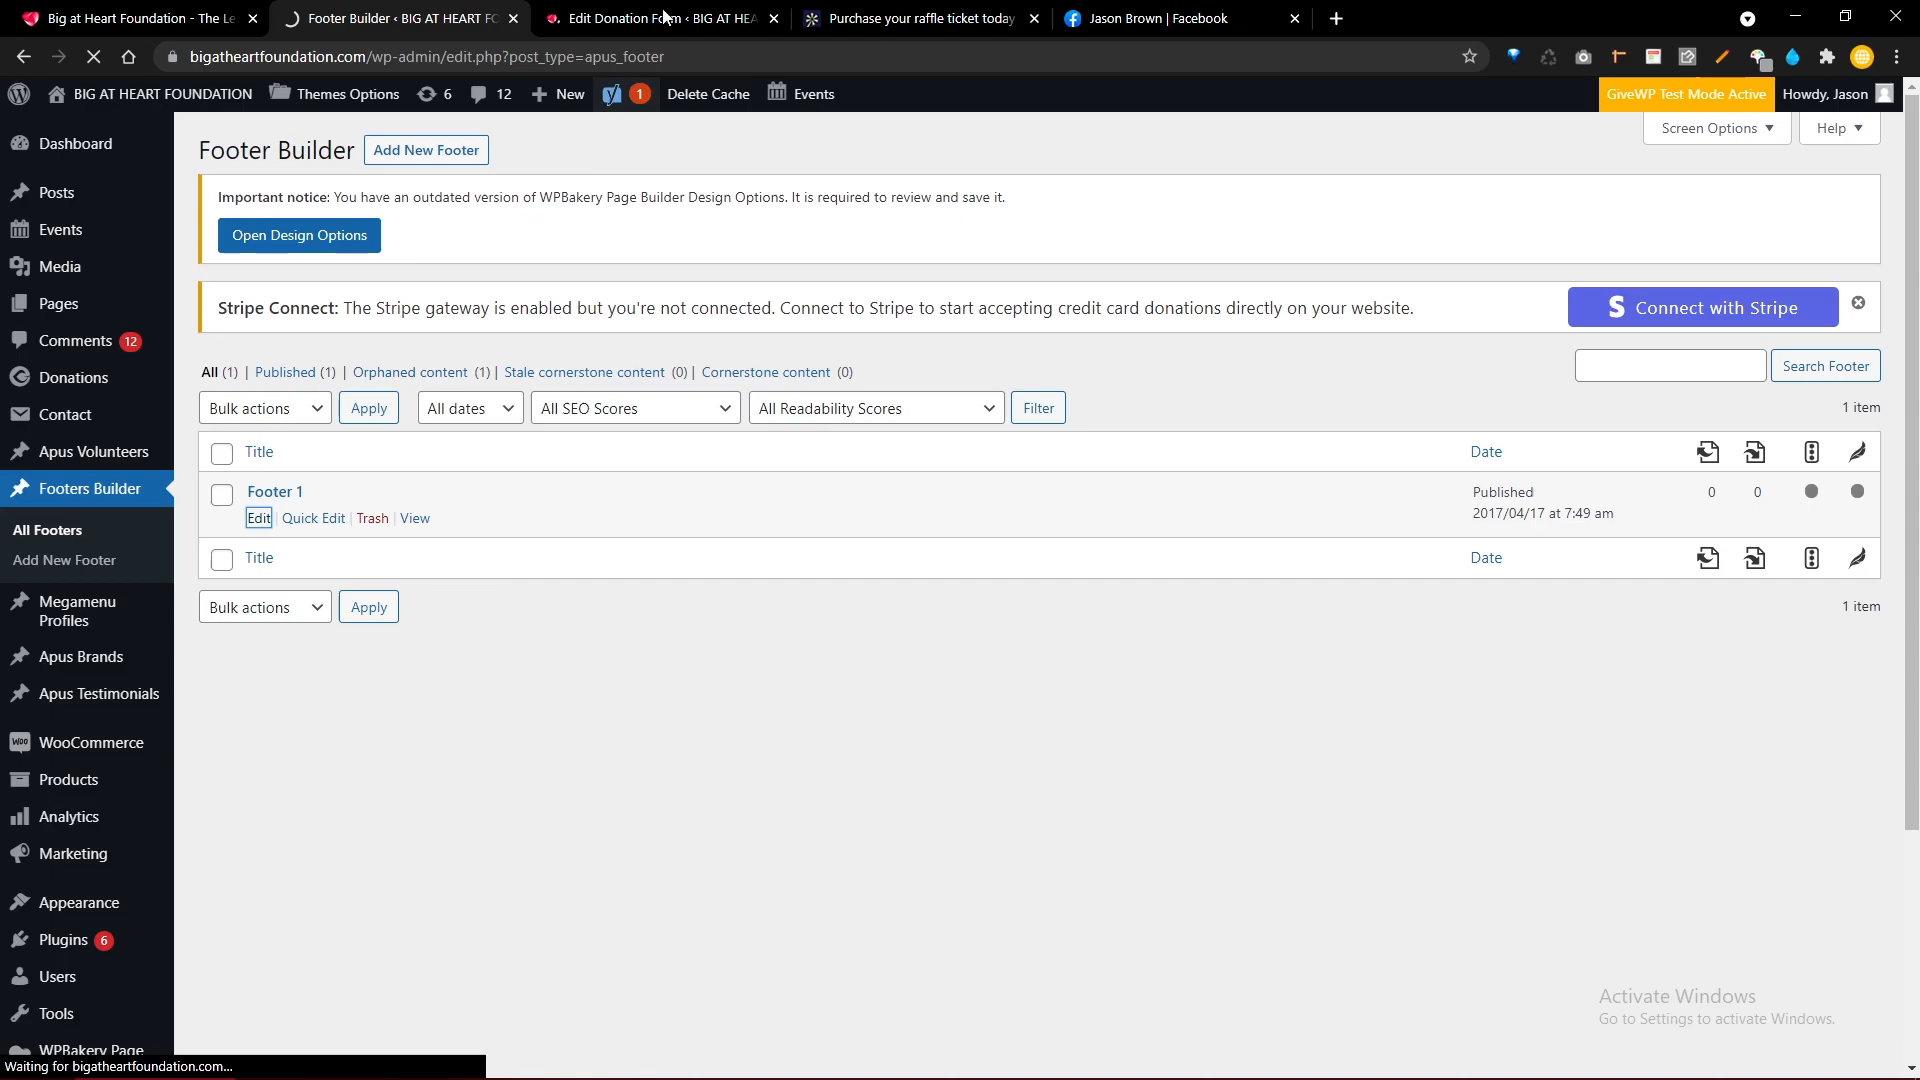 Big at Heart Foundation - The Le
Footer Builder ‹ BIG AT HEART FO
Edit Donation Form ‹ BIG AT HEA
Purchase your raffle ticket today
Jason Brown | Facebook
bigatheartfoundation.com/wp-admin/edit.php?post_type=apus_footer
BIG AT HEART FOUNDATION Themes Options 6 12 New 1 Delete Cache Events GiveWP Test Mode Active Howdy, Jason
Screen Options Help
Dashboard
Posts
Events
Media
Pages
Comments 12
Donations
Contact
Apus Volunteers
Footers Builder
All Footers
Add New Footer
Megamenu
Profiles
Apus Brands
Apus Testimonials
WooCommerce
Products
Analytics
Marketing
Appearance
Plugins 6
Users
Tools
WPBakery Page
Footer Builder Add New Footer
Important notice: You have an outdated version of WPBakery Page Builder Design Options. It is required to review and save it.
Open Design Options
Stripe Connect: The Stripe gateway is enabled but you're not connected. Connect to Stripe to start accepting credit card donations directly on your website. S Connect with Stripe
All (1) | Published (1) | Orphaned content (1) | Stale cornerstone content (0) | Cornerstone content (0)
Search Footer
Bulk actions Apply All dates All SEO Scores All Readability Scores Filter 1 item
Title Date
Footer 1 Published 0 0
Edit | Quick Edit | Trash | View 2017/04/17 at 7:49 am
Title Date
Bulk actions Apply 1 item
Activate Windows
Go to Settings to activate Windows.
Waiting for bigatheartfoundation.com...